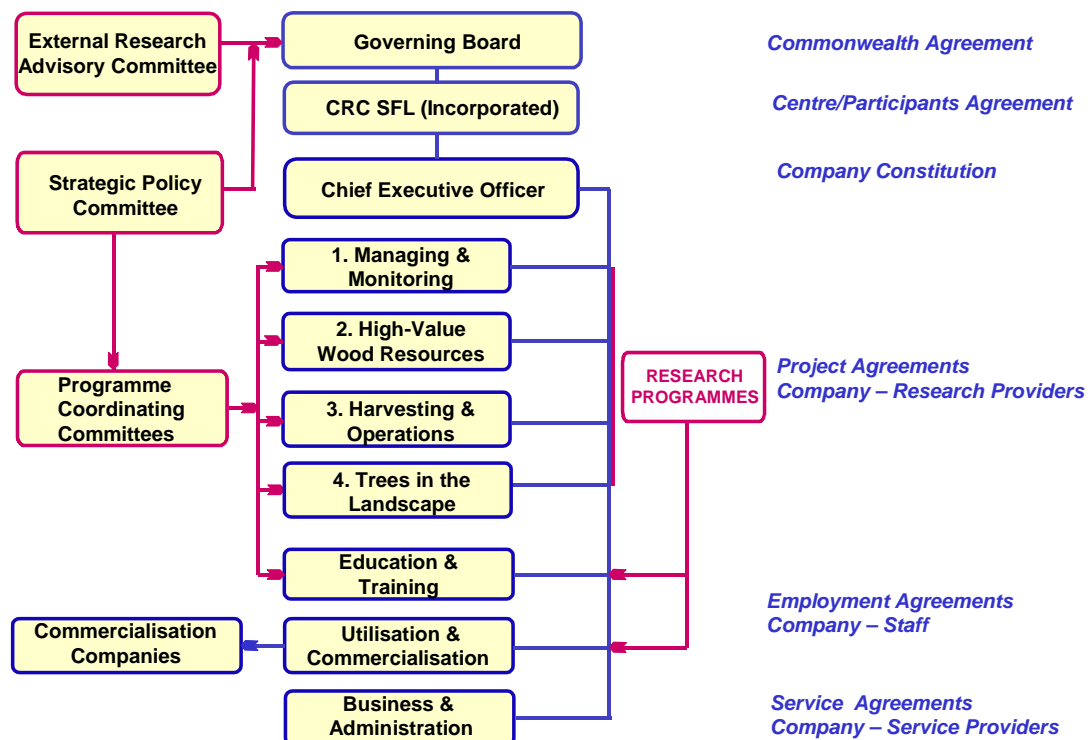 External Research
Advisory Committee
Governing Board
Commonwealth Agreement
CRC SFL (Incorporated)
Centre/Participants Agreement
Strategic Policy
Committee
Chief Executive Officer
Company Constitution
1. Managing &
Monitoring
2. High-Value
Wood Resources
Programme
Coordinating
Committees
3. Harvesting &
Operations
RESEARCH
PROGRAMMES
Project Agreements
Company – Research Providers
4. Trees in the
Landscape
Education &
Training
Employment Agreements
Company – Staff
Commercialisation
Companies
Utilisation &
Commercialisation
Business &
Administration
Service Agreements
Company – Service Providers